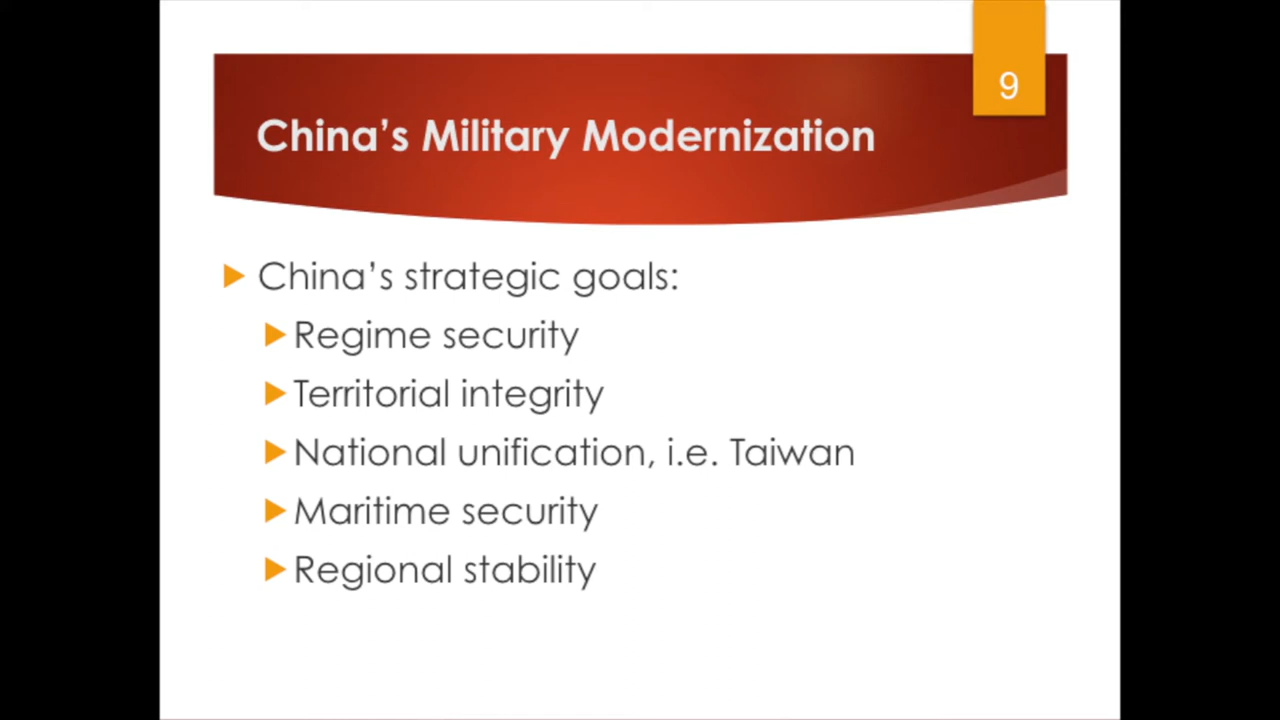 9
China’s Military Modernization
China’s strategic goals:
Regime security
Territorial integrity
National unification, i.e. Taiwan
Maritime security
Regional stability